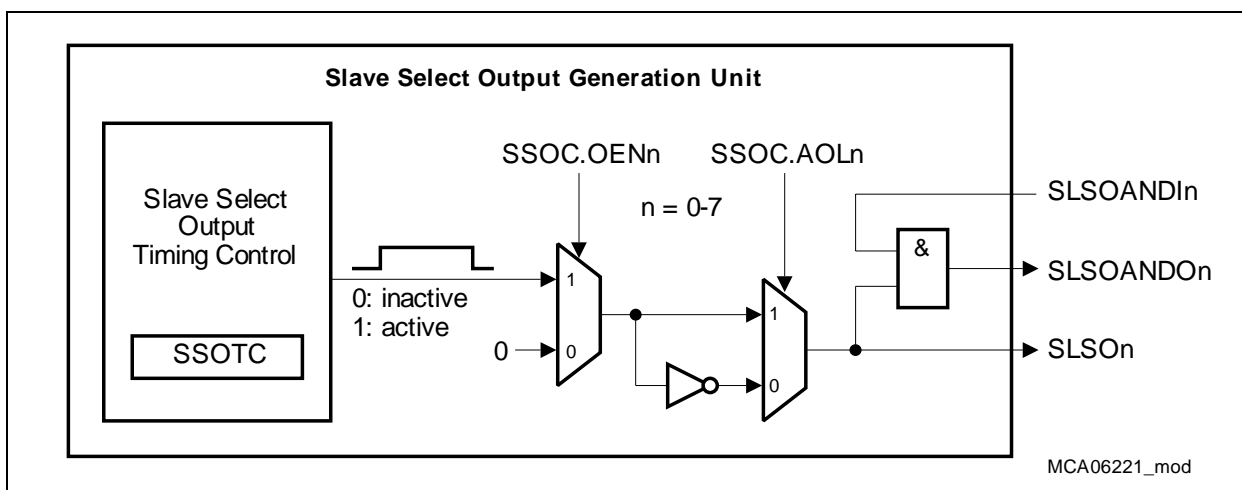 Slave Select Output Generation Unit
SSOC.OENn
SSOC.AOLn
n = 0-7
Slave Select
Output
Timing Control
SSOTC
0: inactive
1: active
1
0
0
1
0
&
SLSOANDIn
SLSOANDOn
SLSOn
MCA06221_mod